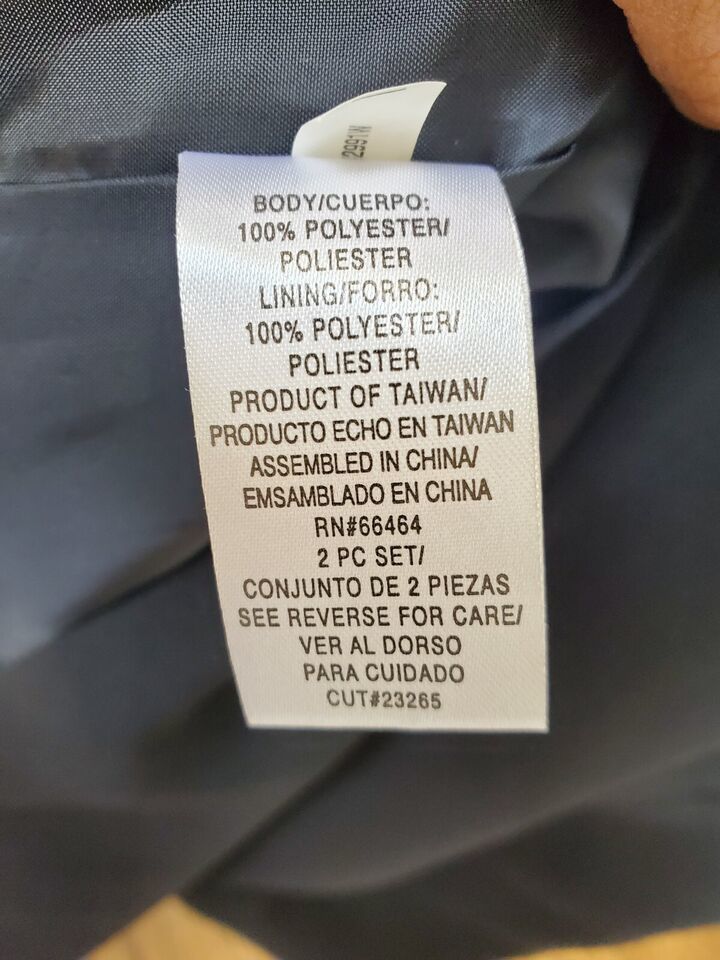 2991W
BODY/CUERPO:
100% POLYESTER/
POLIESTER
LINING/FORRO:
100% POLYESTER/
POLIESTER
PRODUCT OF TAIWAN/
PRODUCTO ECHO EN TAIWAN
ASSEMBLED IN CHINA/
EMSAMBLADO EN CHINA
RN#66464
2 PC SET/
CONJUNTO DE 2 PIEZAS
SEE REVERSE FOR CARE/
VER AL DORSO
PARA CUIDADO
CUT#23265